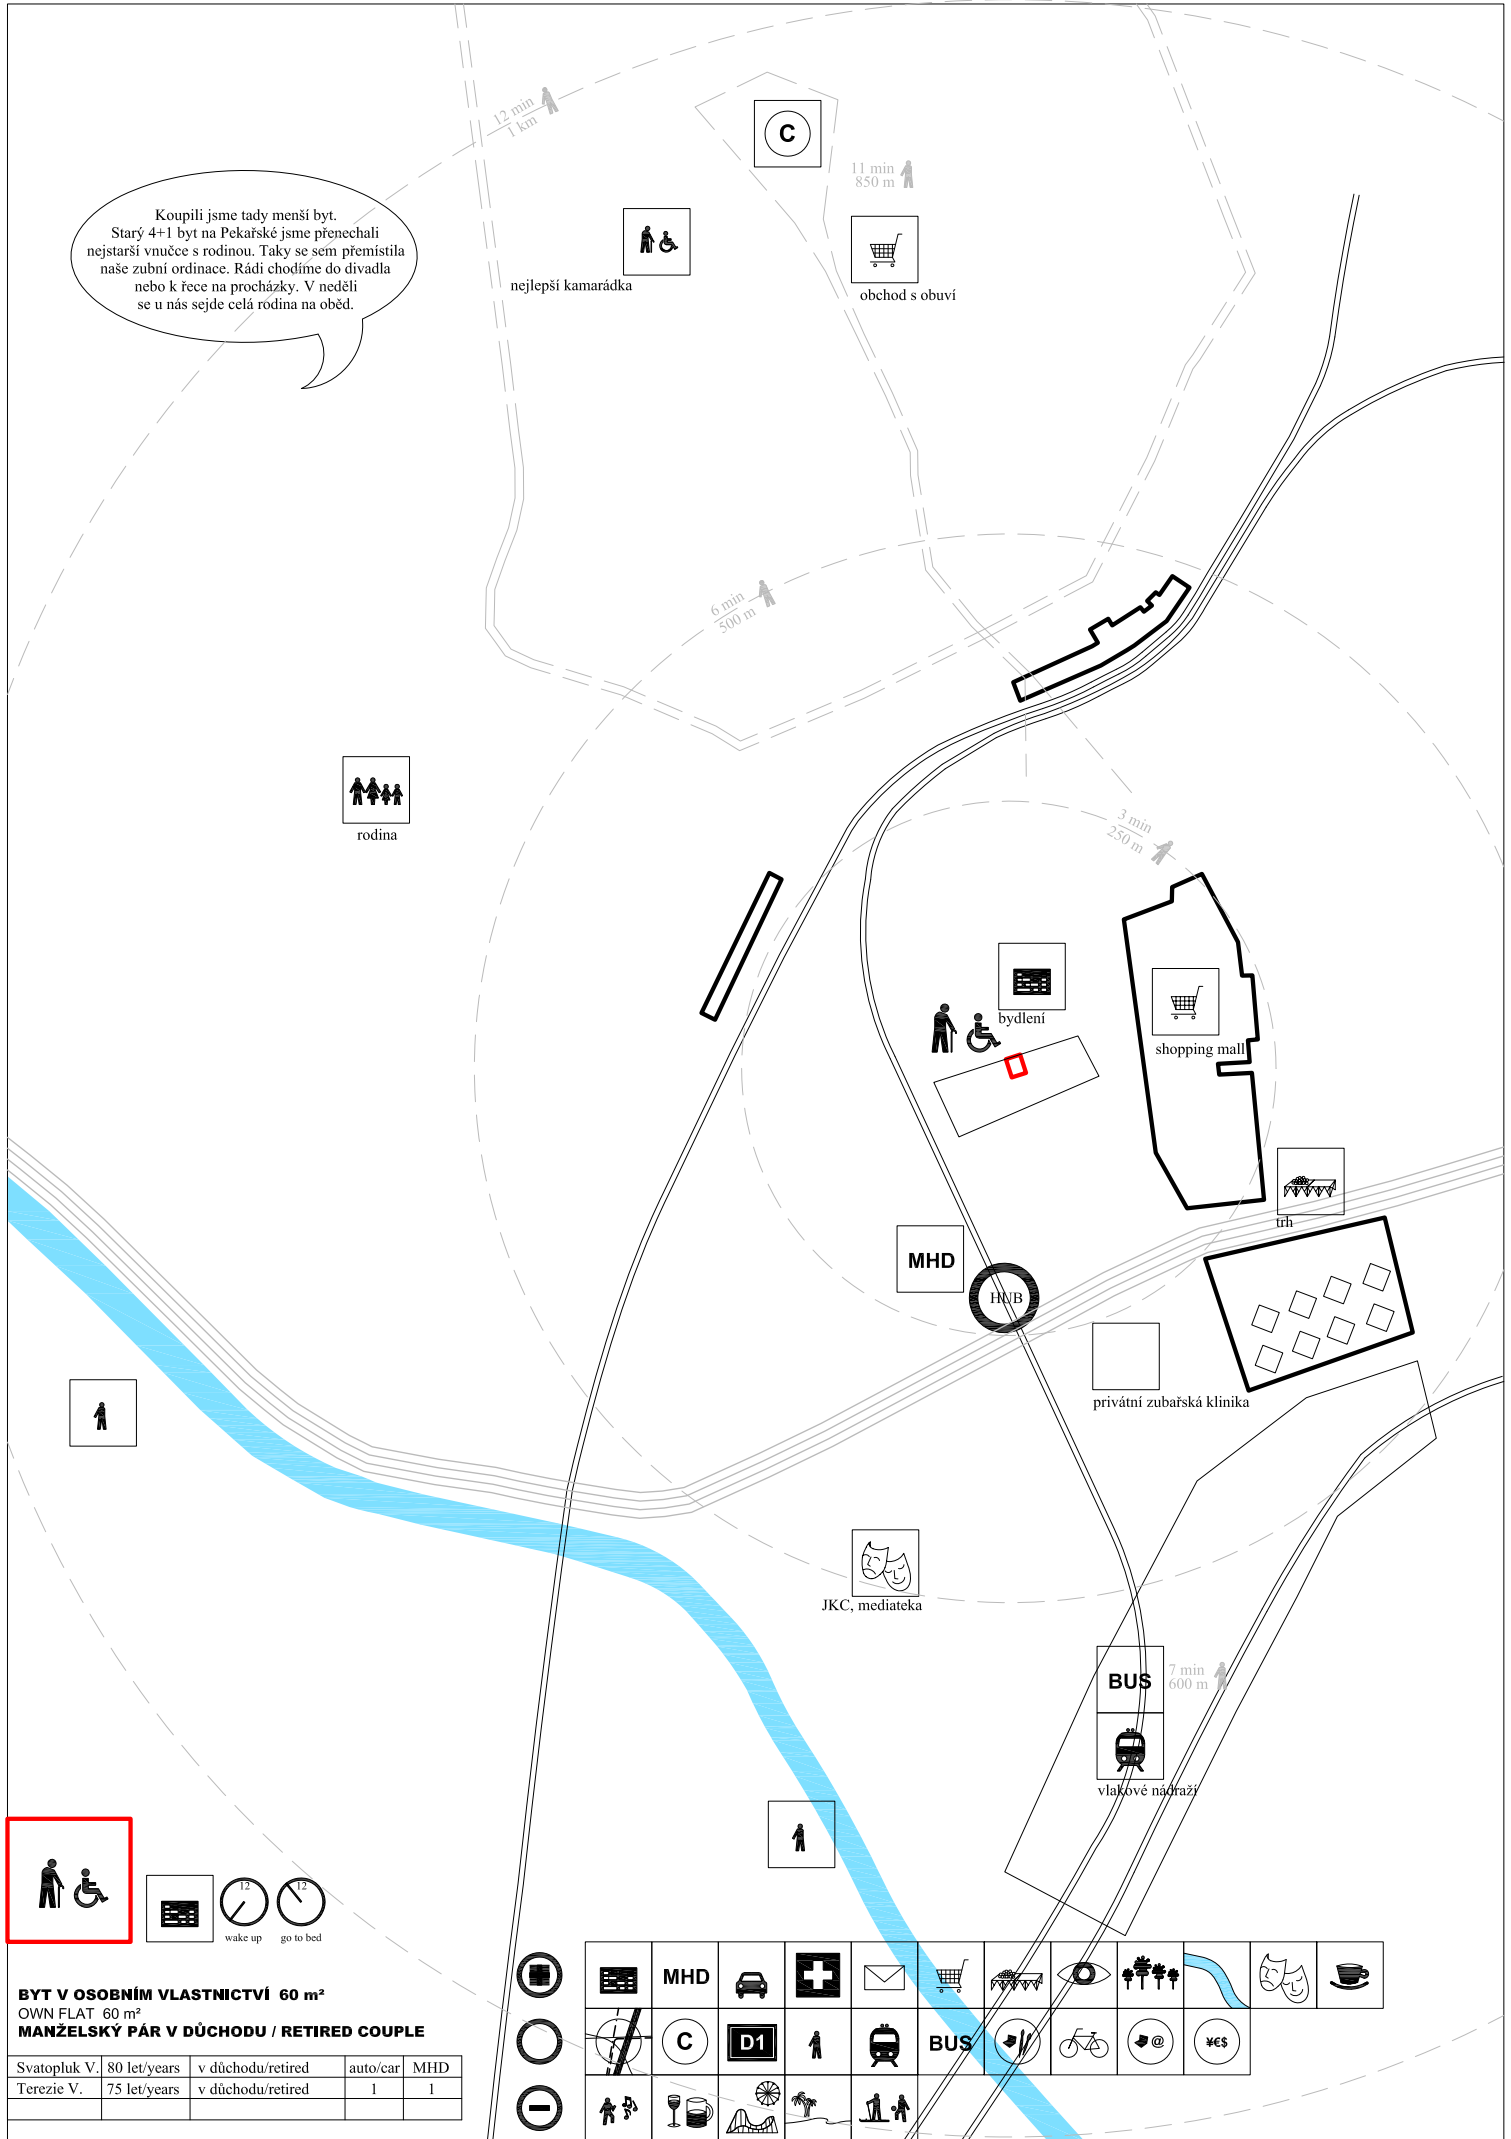 12 min
1 km
C
11 min
850 m
Koupili jsme tady menší byt.
Starý 4+1 byt na Pekařské jsme přenechali
nejstarší vnučce s rodinou. Taky se sem přemístila
naše zubní ordinace. Rádi chodíme do divadla
nebo k řece na procházky. V neděli
se u nás sejde celá rodina na oběd.
nejlepší kamarádka
obchod s obuví
6 min
500 m
rodina
3 min
250 m
bydlení
shopping mall
trh
MHD
HUB
privátní zubařská klinika
JKC, mediateka
BUS
7 min
600 m
vlakové nádraží
12
12
wake up
go to bed
BYT V OSOBNÍM VLASTNICTVÍ 60 m²
OWN FLAT 60 m²
MANŽELSKÝ PÁR V DŮCHODU / RETIRED COUPLE
Svatopluk V. 80 let/years v důchodu/retired auto/car MHD
Terezie V. 75 let/years v důchodu/retired 1 1
MHD
C D1 BUS @ ¥€$